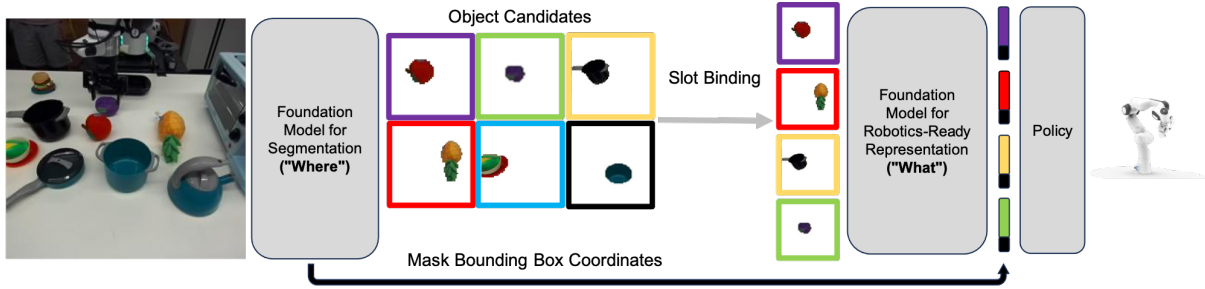 Object Candidates
Foundation
Model for
Segmentation
("Where")
Slot Binding
Foundation
Model for
Robotics-Ready
Representation
("What")
Policy
Mask Bounding Box Coordinates